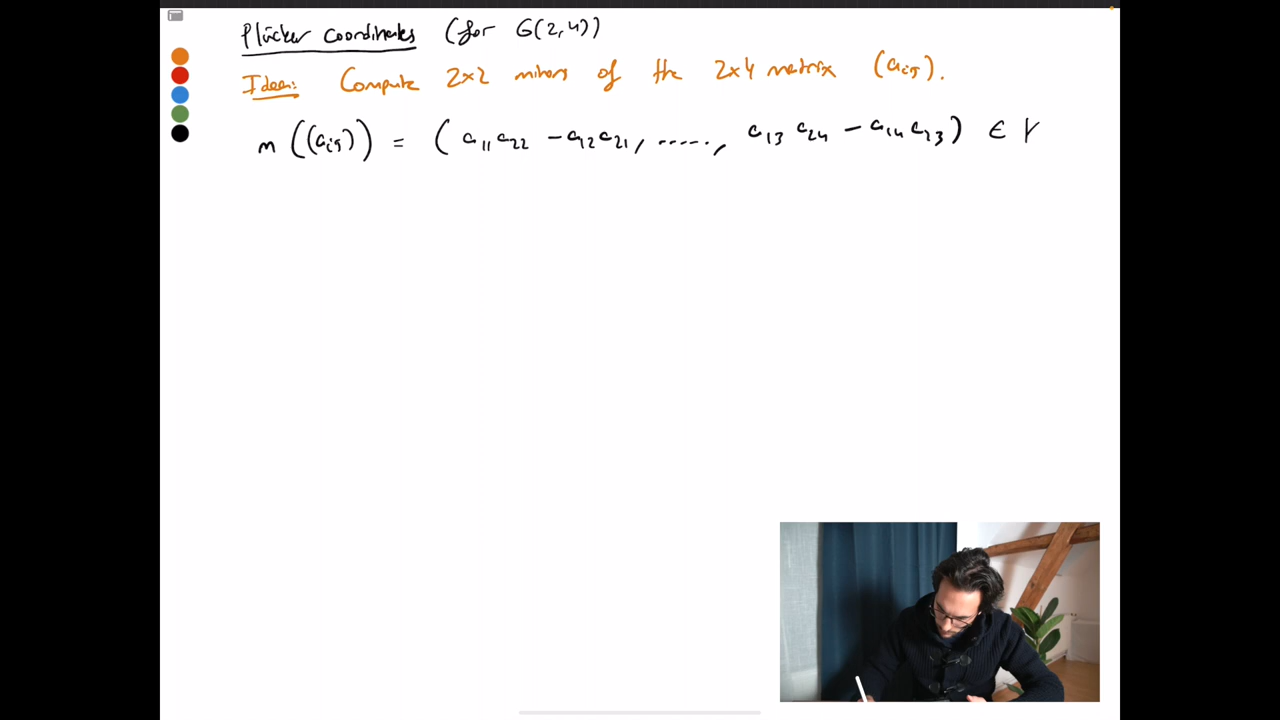 Plücker coordinates (for G(2,4))
Idea: Compute 2x2 minors of the 2x4 matrix (aij).
m((aij)) = (a11a22 - a12a21, ....., a13a24 - a14a23) ∈